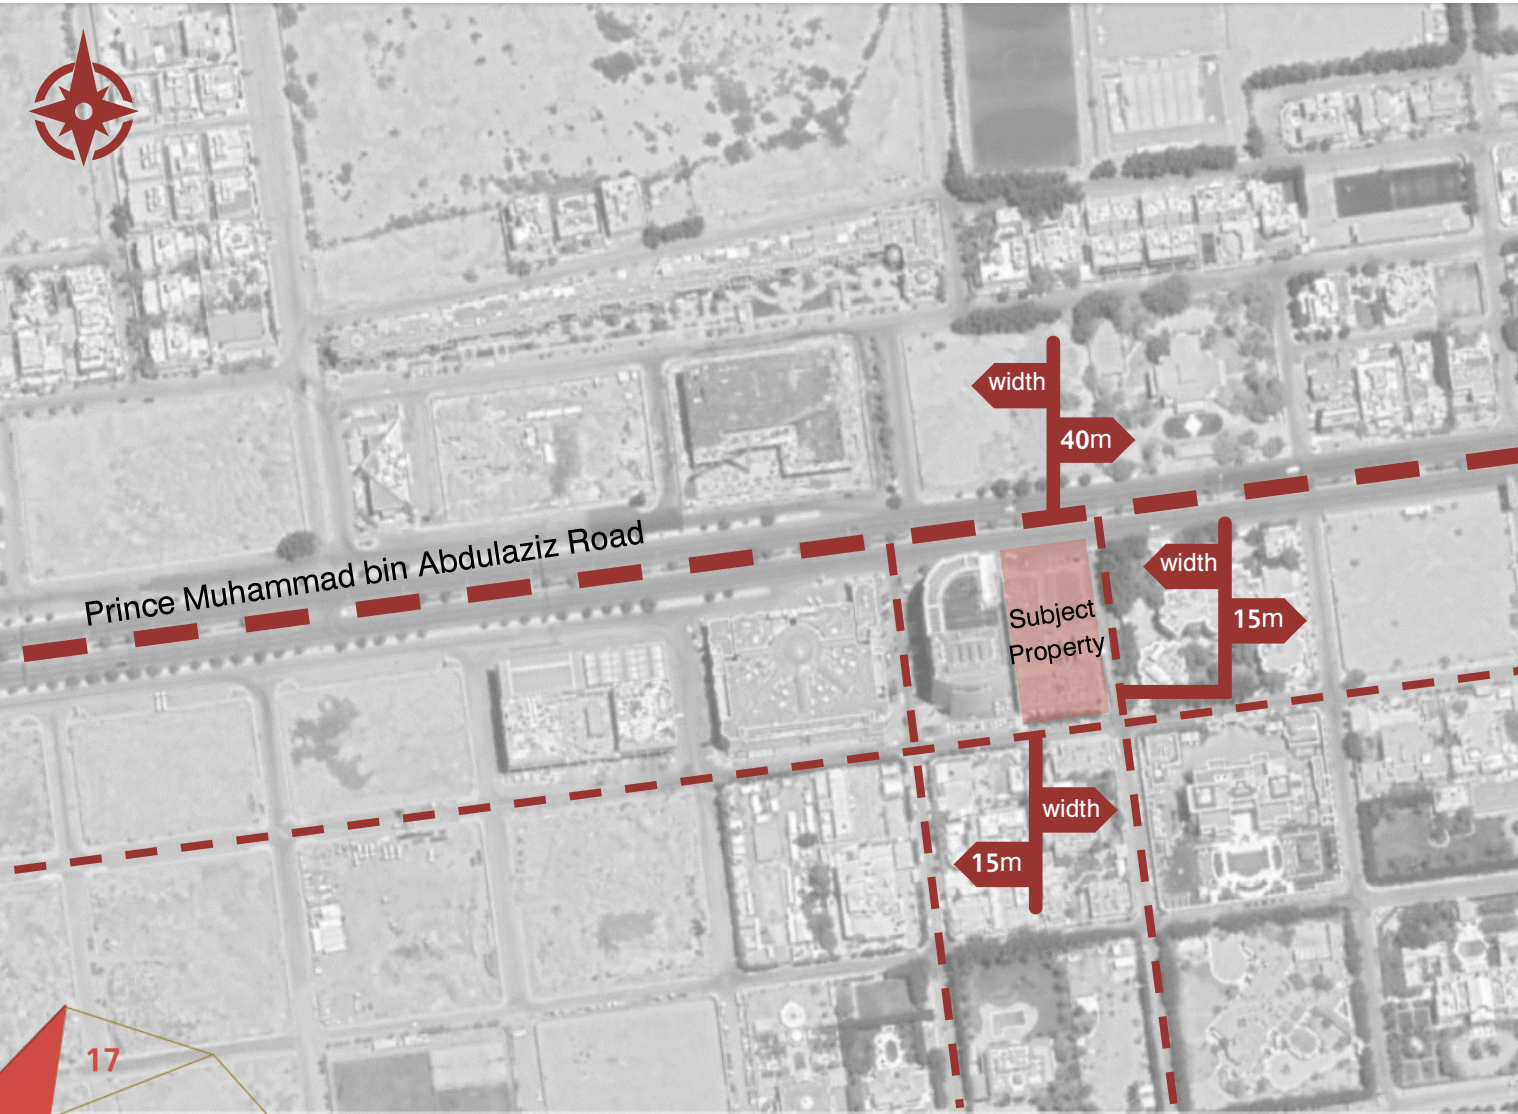 width
40m
Prince Muhammad bin Abdulaziz Road
width
15m
Subject
Property
width
15m
17